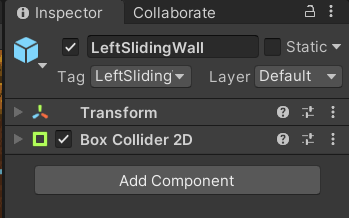 Inspector Collaborate
LeftSlidingWall Static
Tag LeftSliding Layer Default
Transform
Box Collider 2D
Add Component